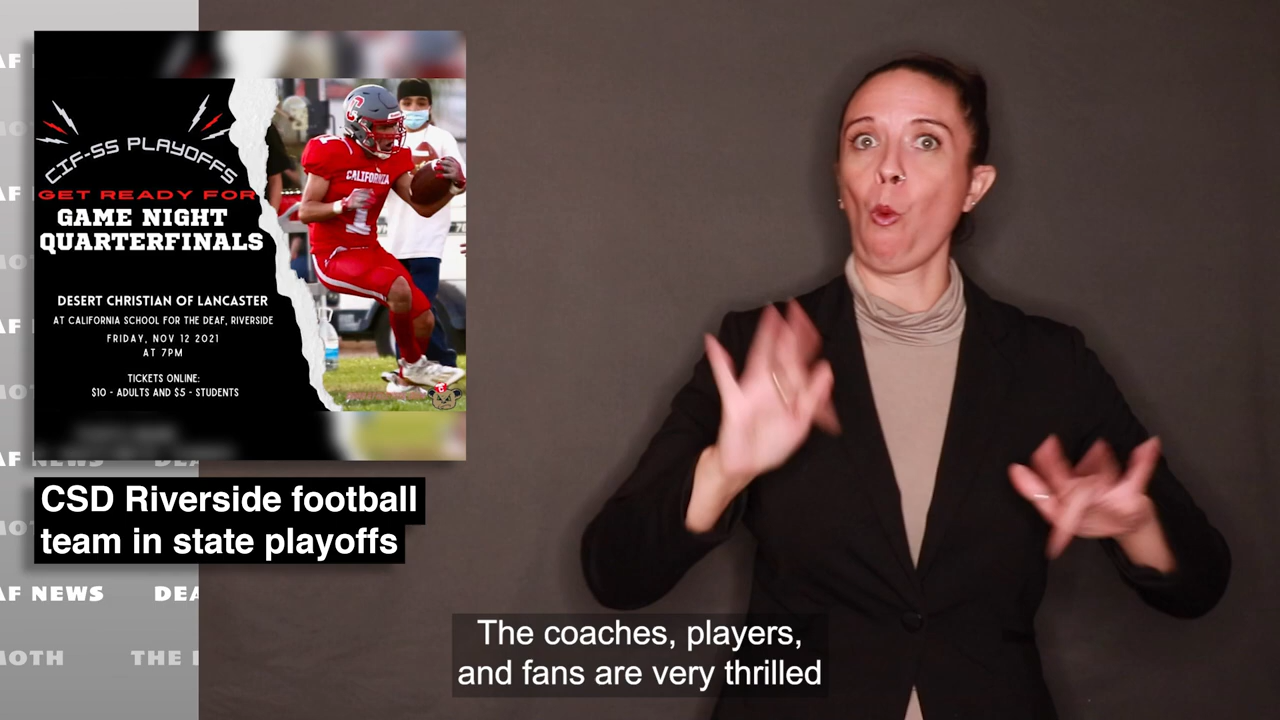 CIF-SS PLAYOFFS
GET READY FOR
GAME NIGHT
QUARTERFINALS
DESERT CHRISTIAN OF LANCASTER
AT CALIFORNIA SCHOOL FOR THE DEAF, RIVERSIDE
FRIDAY, NOV 12 2021
AT 7PM
TICKETS ONLINE:
$10 - ADULTS AND $5 - STUDENTS
CALIFORNIA
1
CSD Riverside football
team in state playoffs
AF NEWS DEA
MOTH THE D
The coaches, players,
and fans are very thrilled